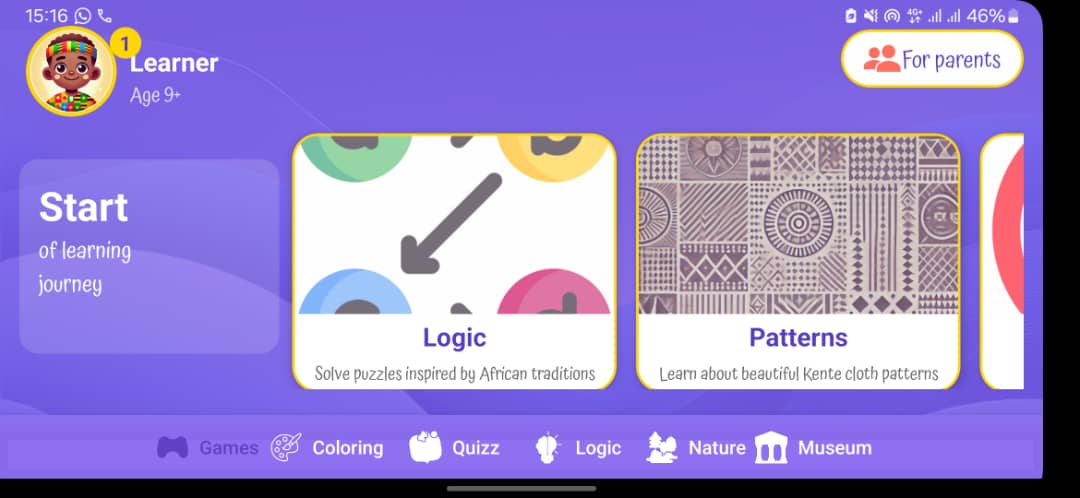 15:16
4G+
46%
1
Learner
Age 9+
For parents
Start
of learning
journey
Logic
Solve puzzles inspired by African traditions
Patterns
Learn about beautiful Kente cloth patterns
Games
Coloring
Quizz
Logic
Nature
Museum